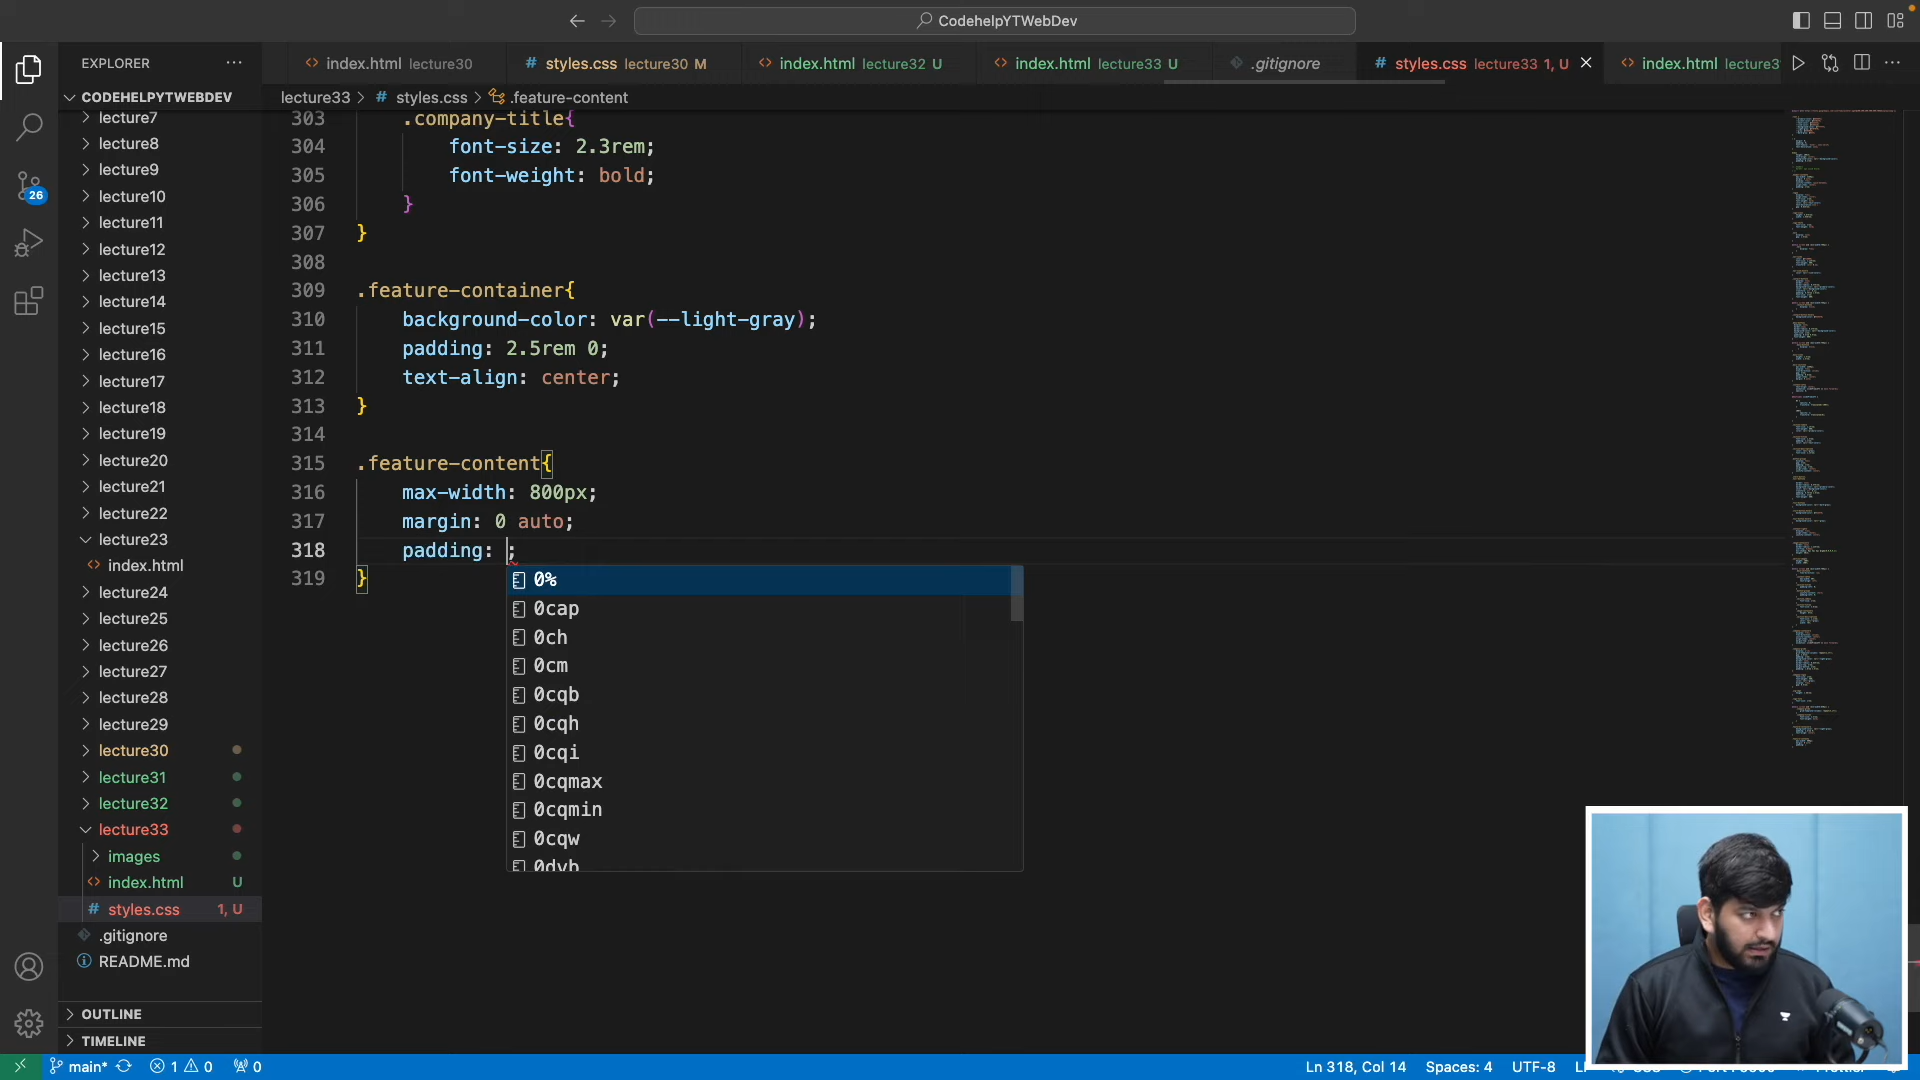 CodehelpYTWebDev
EXPLORER
index.html lecture30
styles.css lecture30 M
index.html lecture32 U
index.html lecture33 U
.gitignore
styles.css lecture33 1, U
index.html lecture3
CODEHELPYTWEBDEV
lecture33 > styles.css > .feature-content
lecture7
lecture8
lecture9
lecture10
lecture11
lecture12
lecture13
lecture14
lecture15
lecture16
lecture17
lecture18
lecture19
lecture20
lecture21
lecture22
lecture23
index.html
lecture24
lecture25
lecture26
lecture27
lecture28
lecture29
lecture30
lecture31
lecture32
lecture33
images
index.html U
styles.css 1, U
.gitignore
README.md
OUTLINE
TIMELINE
26
303 .company-title{
304 font-size: 2.3rem;
305 font-weight: bold;
306 }
307 }
308
309 .feature-container{
310 background-color: var(--light-gray);
311 padding: 2.5rem 0;
312 text-align: center;
313 }
314
315 .feature-content{
316 max-width: 800px;
317 margin: 0 auto;
318 padding: ;
319 }
0%
0cap
0ch
0cm
0cqb
0cqh
0cqi
0cqmax
0cqmin
0cqw
0dvb
main* 1 0 0
Ln 318, Col 14 Spaces: 4 UTF-8